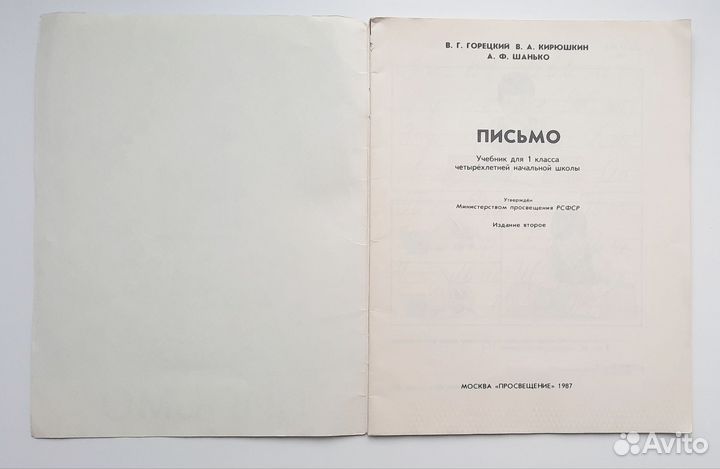 В. Г. ГОРЕЦКИЙ В. А. КИРЮШКИН
А. Ф. ШАНЬКО
ПИСЬМО
Учебник для 1 класса
четырёхлетней начальной школы
Утверждён
Министерством просвещения РСФСР
Издание второе
МОСКВА «ПРОСВЕЩЕНИЕ» 1987
Avito